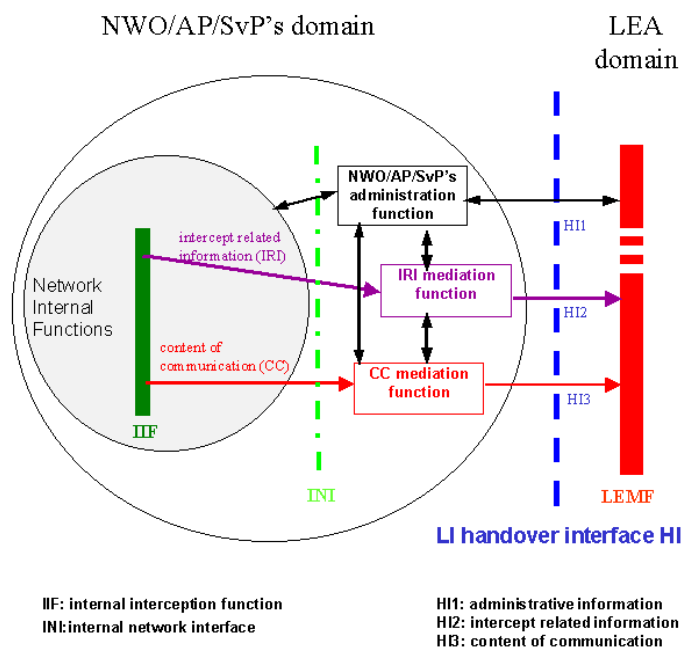 NWO/AP/SvP's domain
LEA
domain
NWO/AP/SvP's
administration
function
intercept related
information (IRI)
HI1
IRI mediation
function
Network
Internal
Functions
HI2
content of
communication (CC)
CC mediation
function
HI3
IIF
INI
LEMF
LI handover interface HI
IIF: internal interception function
INI:internal network interface
HI1: administrative information
HI2: intercept related information
HI3: content of communication